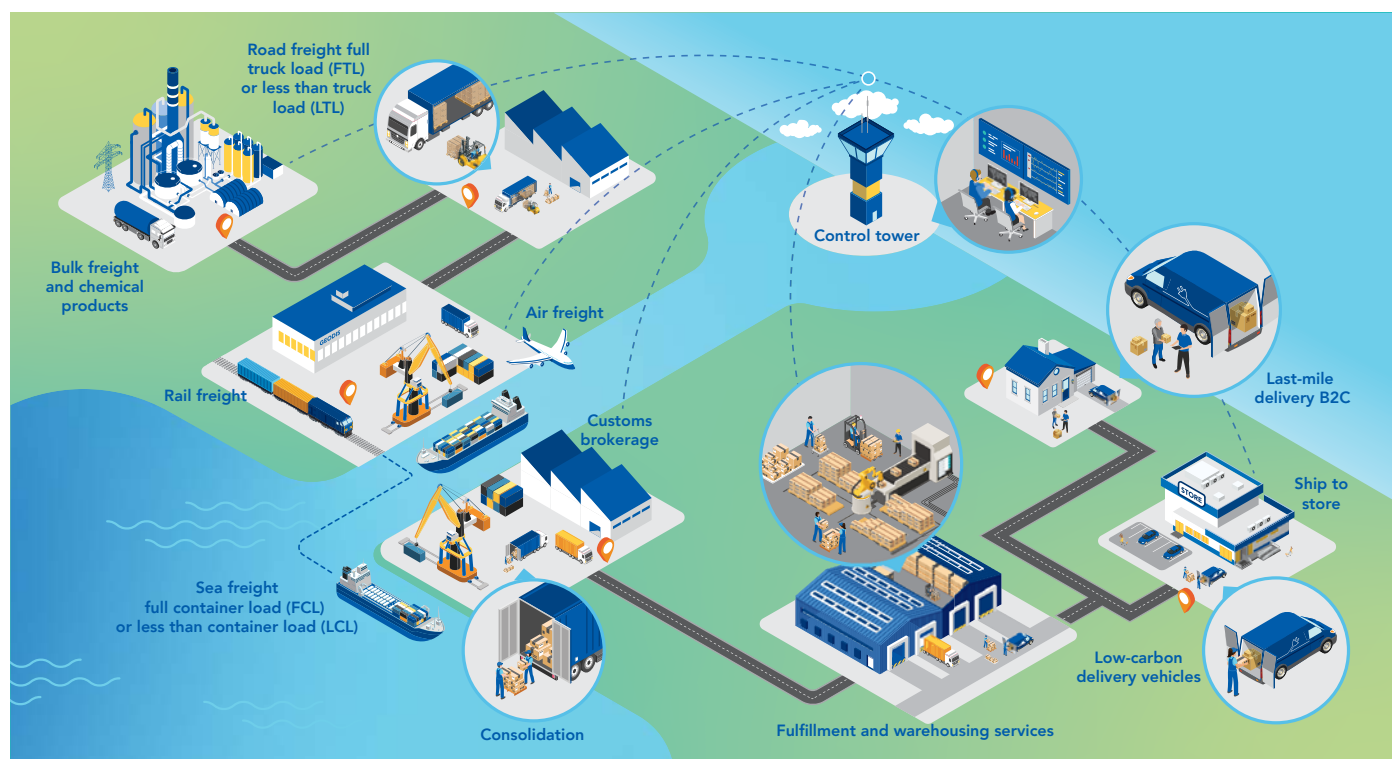 Road freight full
truck load (FTL)
or less than truck
load (LTL)
Control tower
Bulk freight
and chemical
products
Air freight
GEODIS
Rail freight
Last-mile
delivery B2C
Customs
brokerage
STORE
Ship to
store
Sea freight
full container load (FCL)
or less than container load (LCL)
Low-carbon
delivery vehicles
Consolidation
Fulfillment and warehousing services